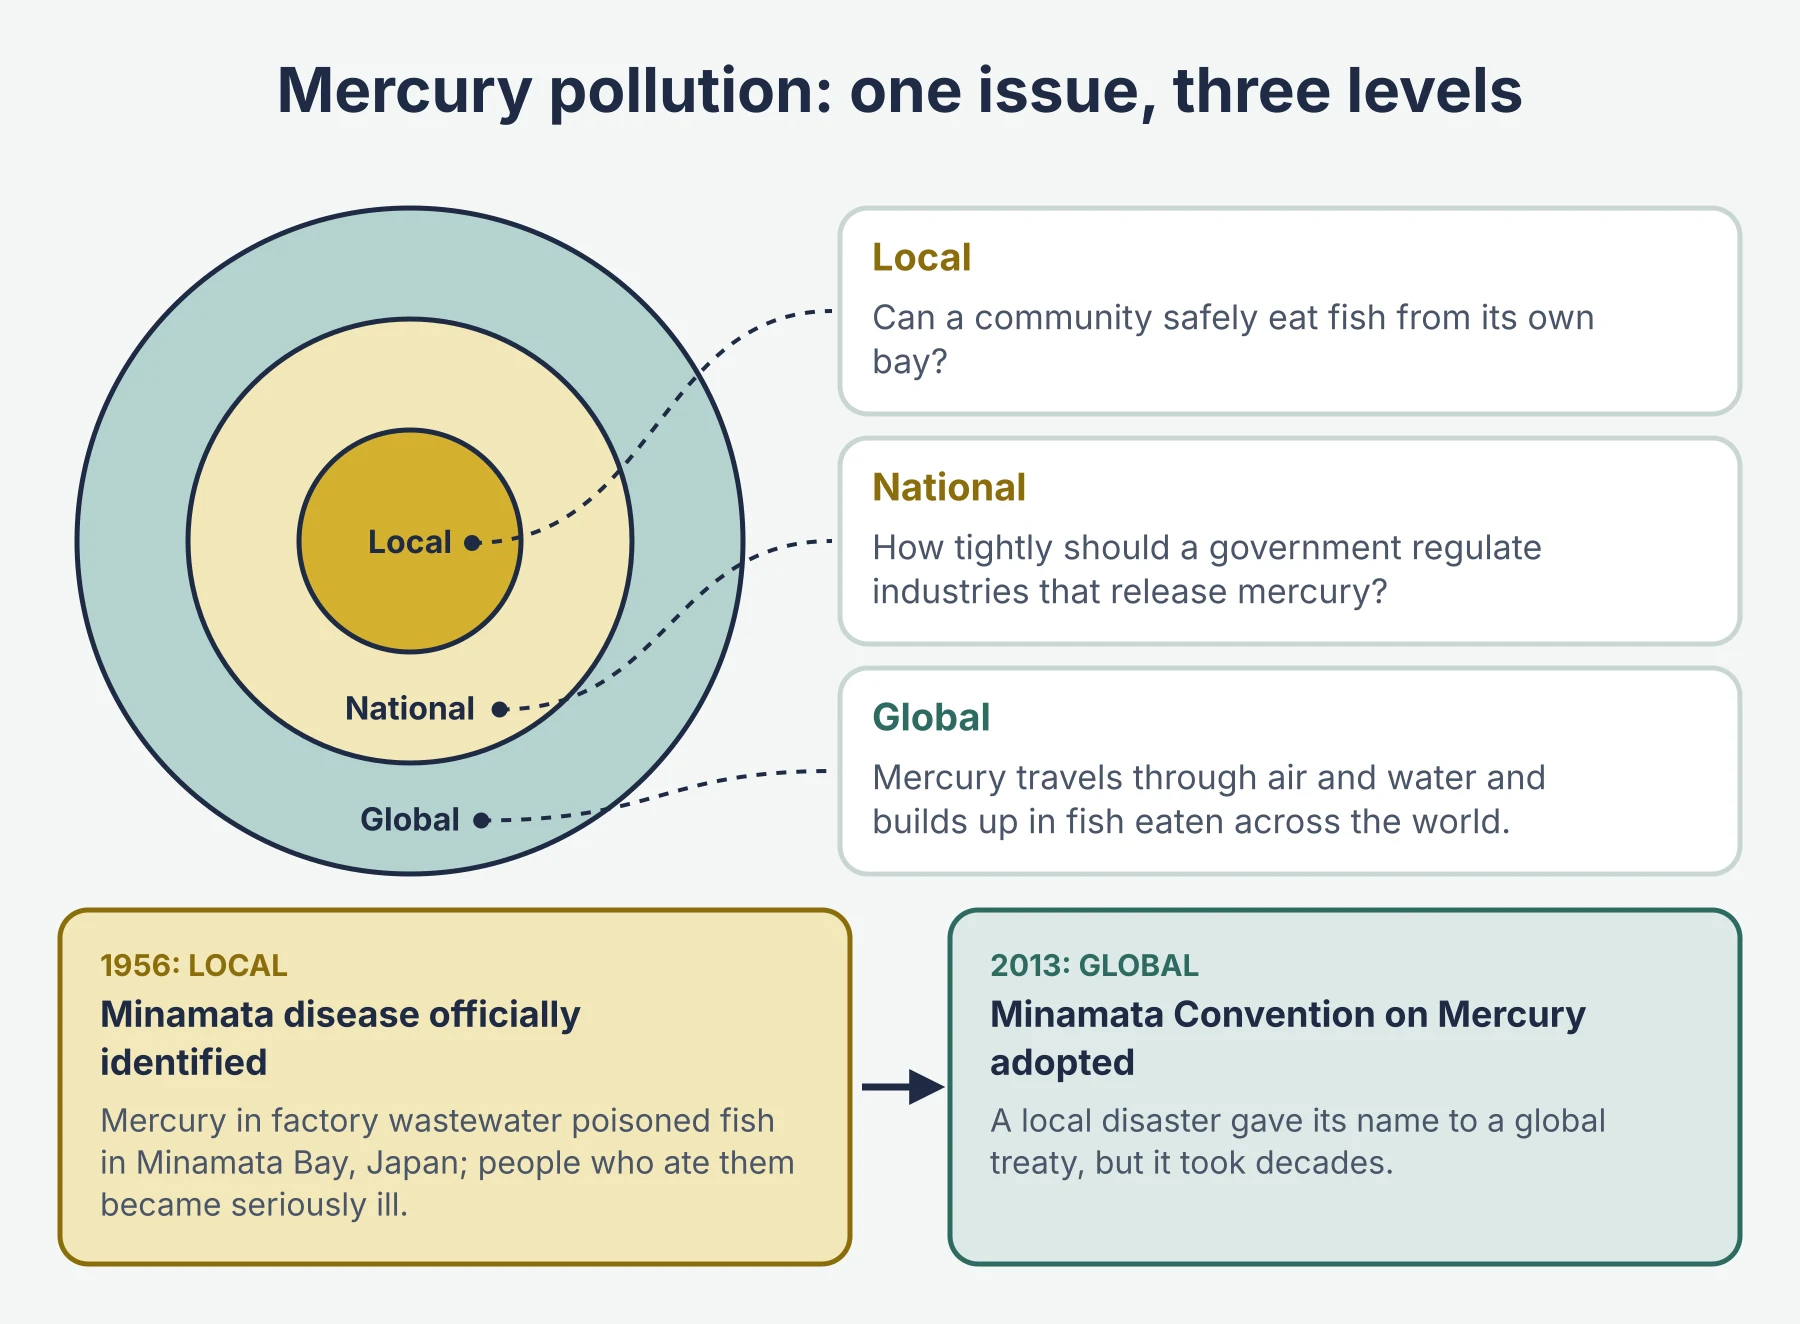 Mercury pollution: one issue, three levels
Local
National
Global
Local
Can a community safely eat fish from its own
bay?
National
How tightly should a government regulate
industries that release mercury?
Global
Mercury travels through air and water and
builds up in fish eaten across the world.
1956: LOCAL
Minamata disease officially
identified
Mercury in factory wastewater poisoned fish
in Minamata Bay, Japan; people who ate them
became seriously ill.
2013: GLOBAL
Minamata Convention on Mercury
adopted
A local disaster gave its name to a global
treaty, but it took decades.